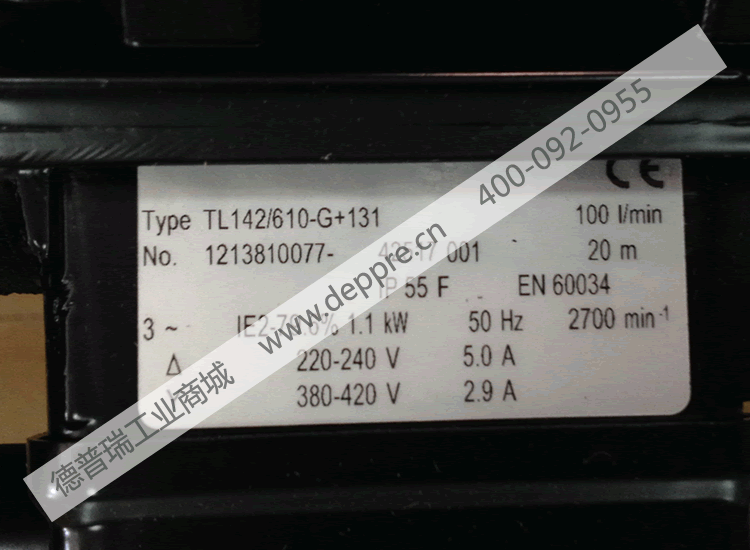 CE
Type TL142/610-G+131 100 l/min
No. 1213810077- 001 20 m
IP 55 F EN 60034
3 ~ 1.1 kW 50 Hz 2700 min-1
Δ 220-240 V 5.0 A
380-420 V 2.9 A
德普瑞工业商城 www.deppre.cn 400-092-0955